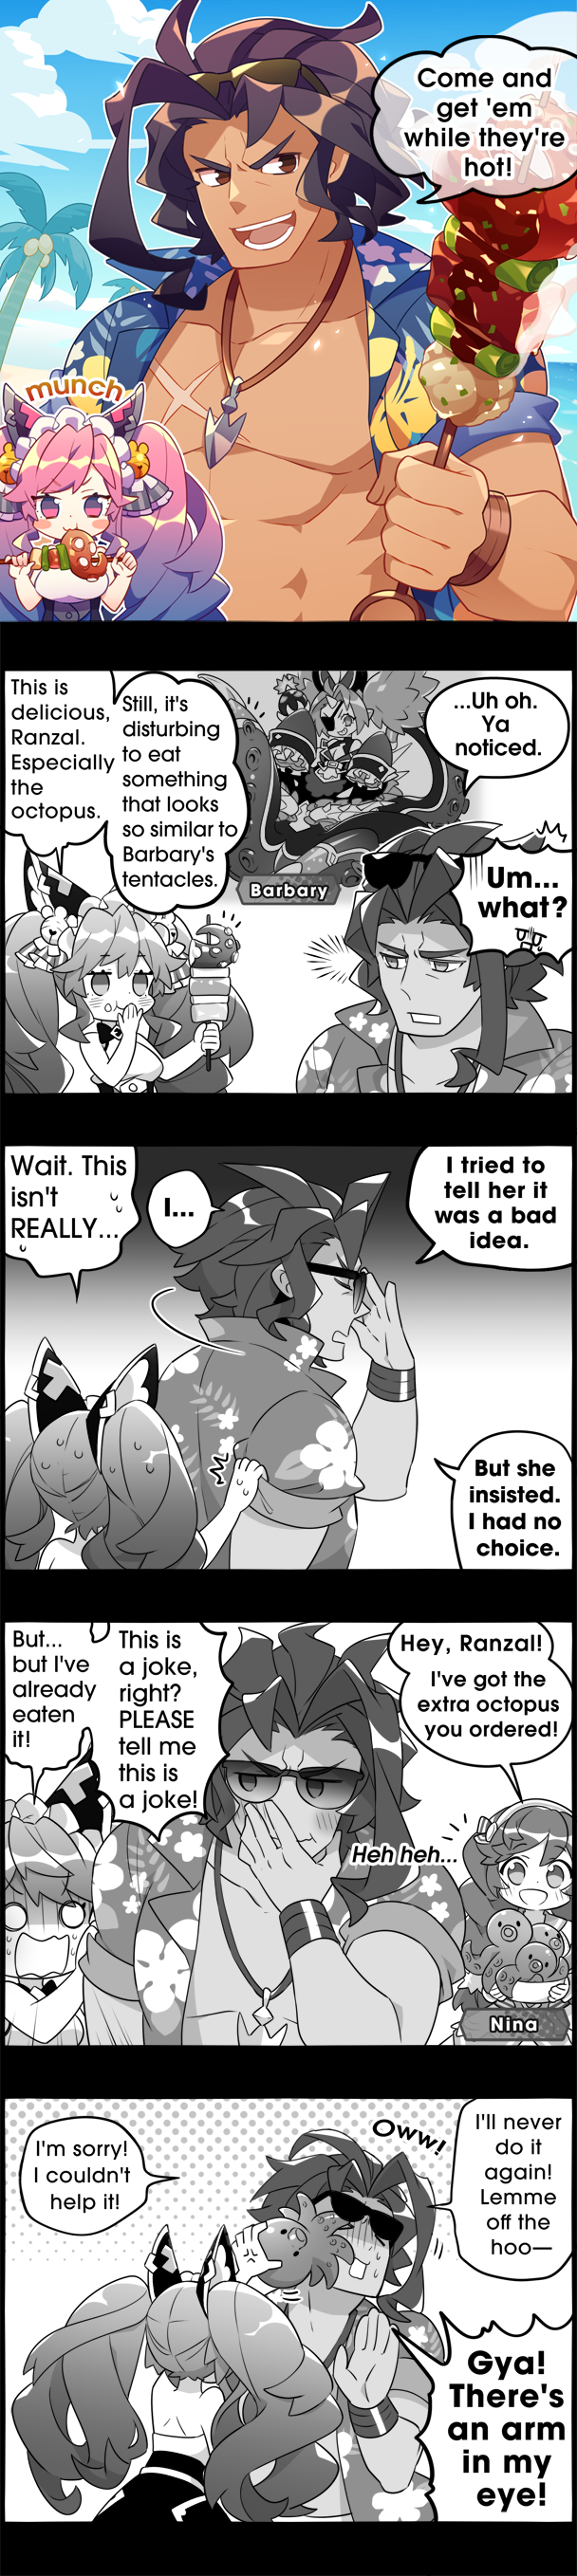 Come and
get 'em
while they're
hot!
munch
This is
delicious,
Ranzal.
Especially
the
octopus.
Still, it's
disturbing
to eat
something
that looks
so similar to
Barbary's
tentacles.
Barbary
...Uh oh.
Ya
noticed.
Um...
what?
Wait. This
isn't
REALLY...
I...
I tried to
tell her it
was a bad
idea.
But she
insisted.
I had no
choice.
But...
but I've
already
eaten
it!
This is
a joke,
right?
PLEASE
tell me
this is
a joke!
Heh heh...
Hey, Ranzal!
I've got the
extra octopus
you ordered!
Nina
I'm sorry!
I couldn't
help it!
Oww!
I'll never
do it
again!
Lemme
off the
hoo—
Gya!
There's
an arm
in my
eye!